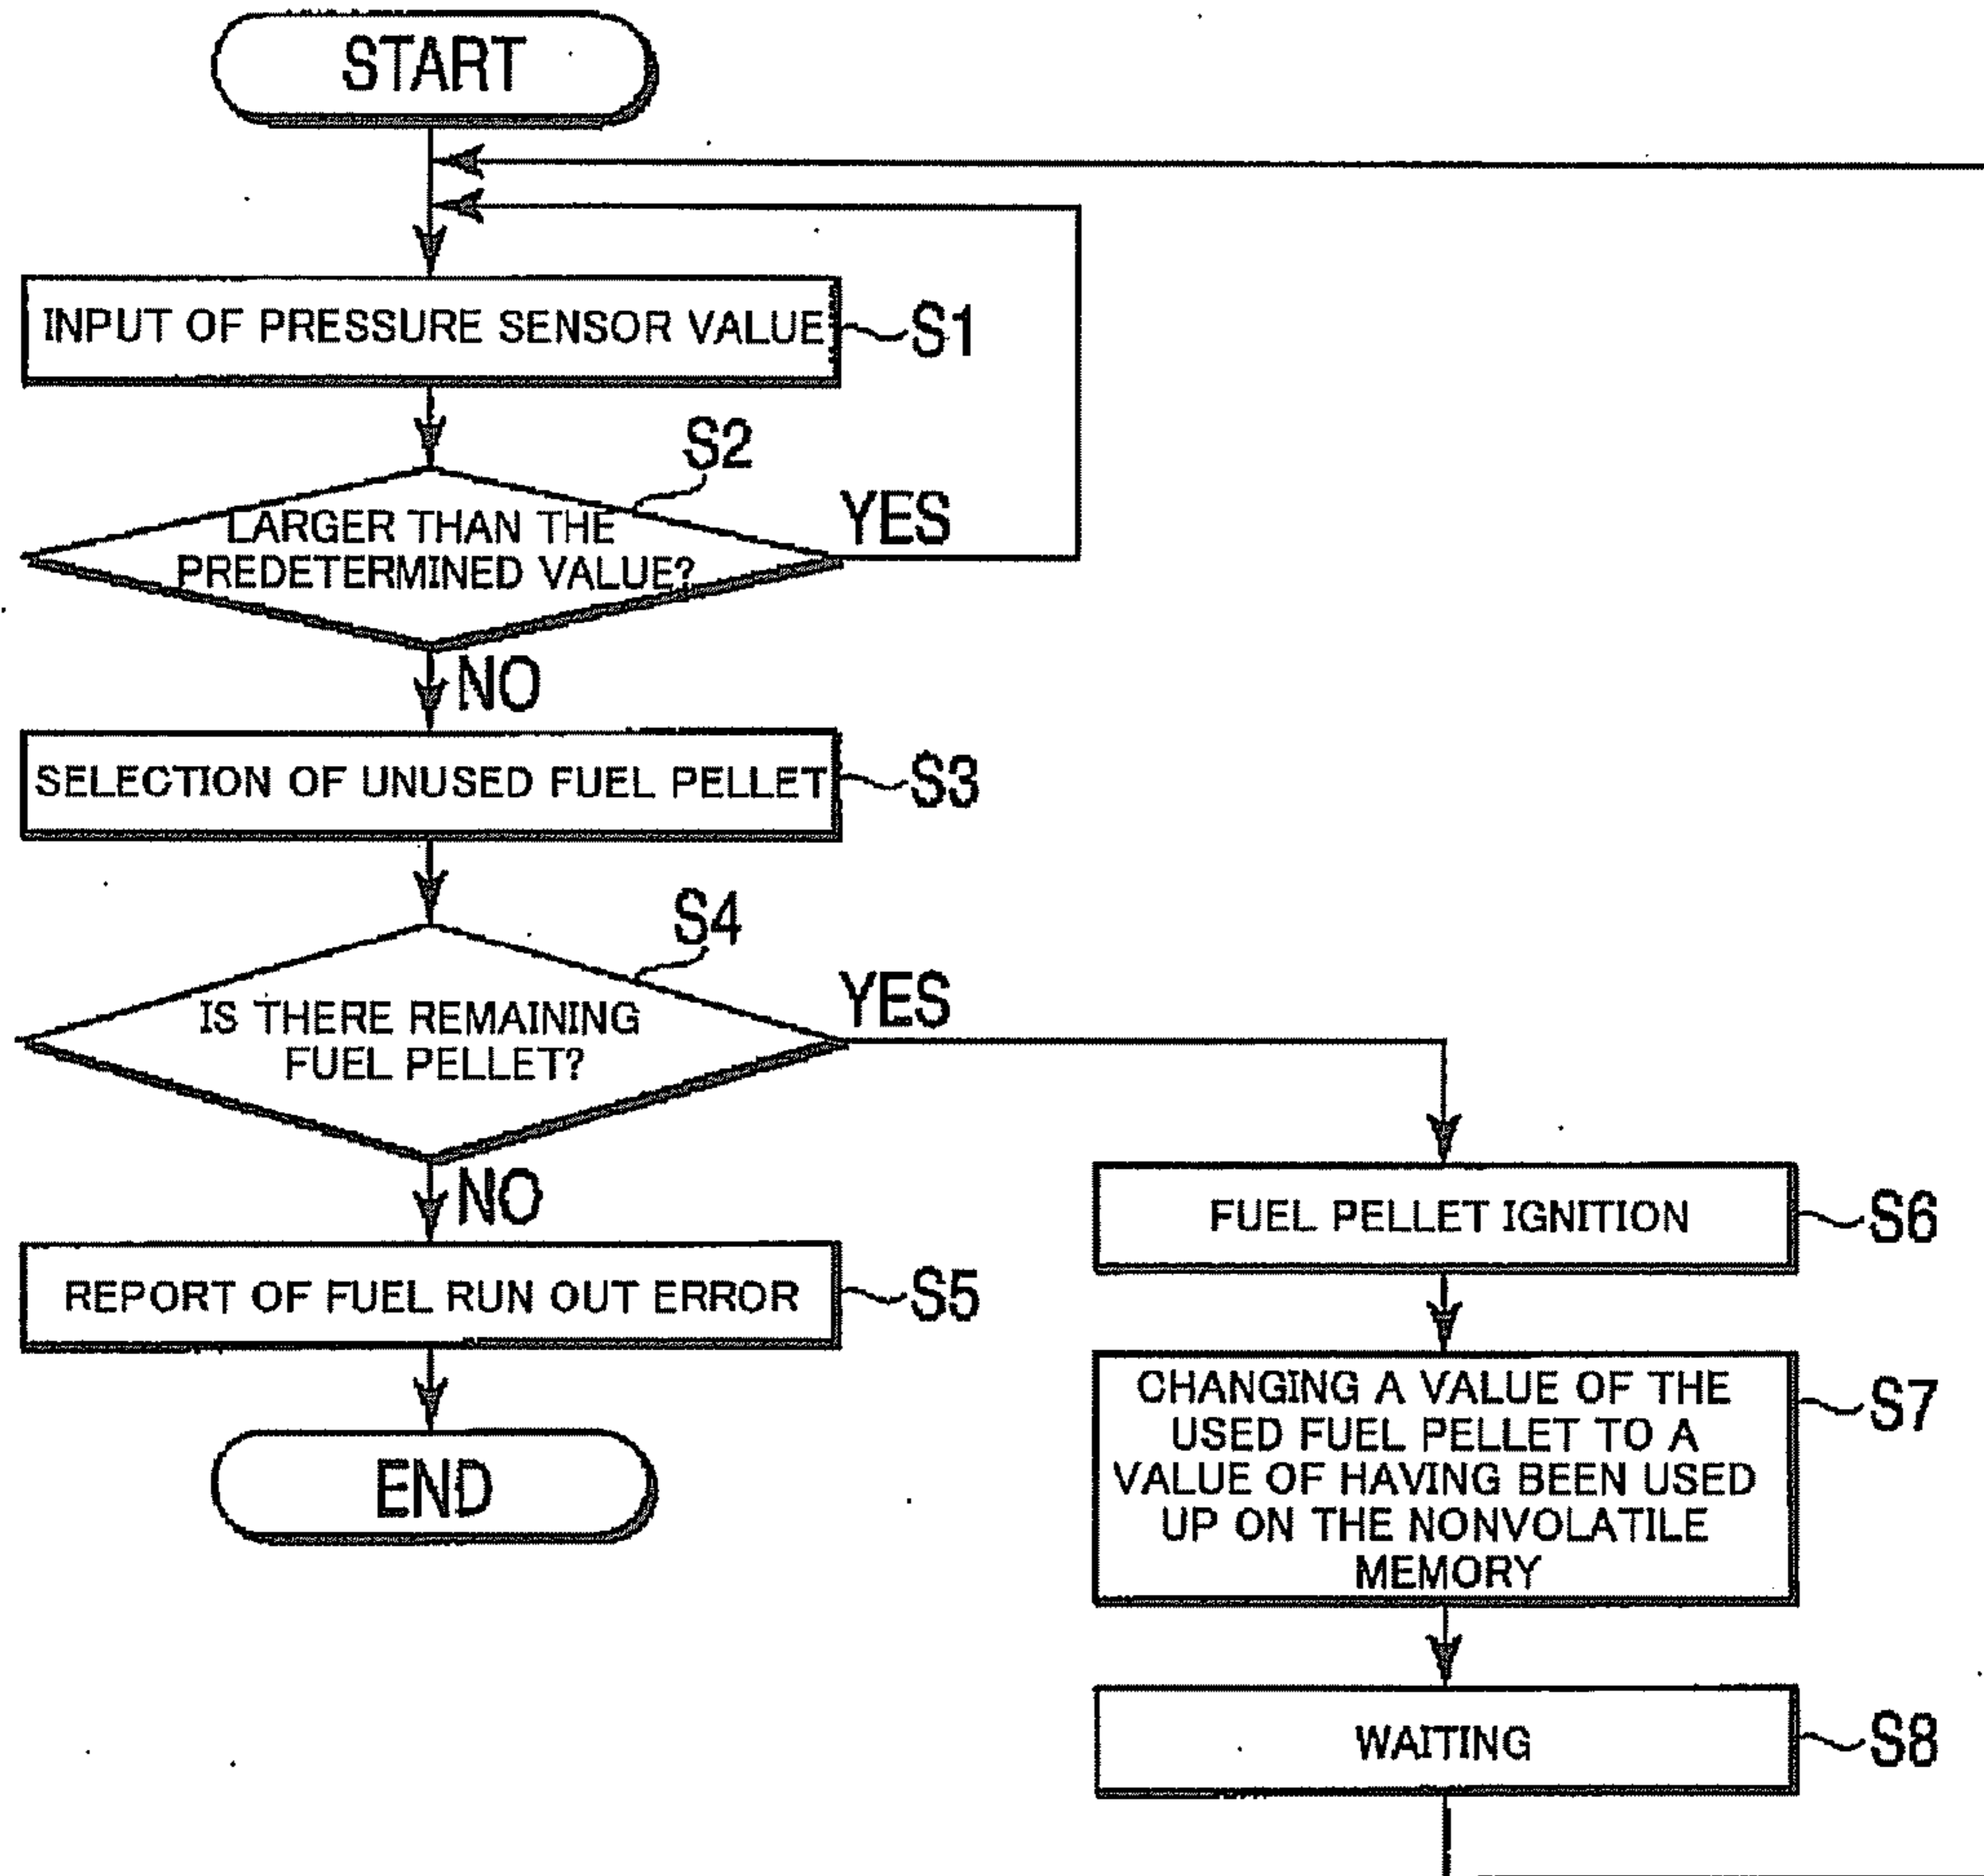 START
INPUT OF PRESSURE SENSOR VALUE
S1
S2
LARGER THAN THE
PREDETERMINED VALUE?
YES
NO
SELECTION OF UNUSED FUEL PELLET
S3
S4
IS THERE REMAINING
FUEL PELLET?
YES
NO
REPORT OF FUEL RUN OUT ERROR
S5
END
FUEL PELLET IGNITION
S6
CHANGING A VALUE OF THE
USED FUEL PELLET TO A
VALUE OF HAVING BEEN USED
UP ON THE NONVOLATILE
MEMORY
S7
WAITING
S8